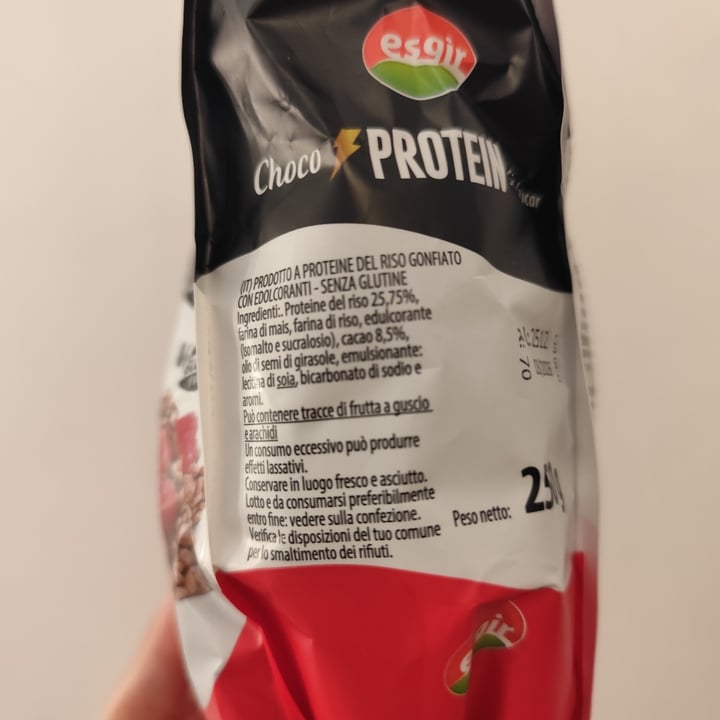 esgir
Choco PROTEIN
(IT) PRODOTTO A PROTEINE DEL RISO GONFIATO
CON EDOLCORANTI - SENZA GLUTINE
Ingredienti:. Proteine del riso 25,75%,
farina di mais, farina di riso, edulcorante
(Isomalto e sucralosio), cacao 8,5%,
olio di semi di girasole, emulsionante:
lecitina di soia, bicarbonato di sodio e
aromi.
Può contenere tracce di frutta a guscio
e arachidi
Un consumo eccessivo può produrre
effetti lassativi.
Conservare in luogo fresco e asciutto.
Lotto e da consumarsi preferibilmente
entro fine: vedere sulla confezione.
Verifica le disposizioni del tuo comune
per lo smaltimento dei rifiuti.
Peso netto: